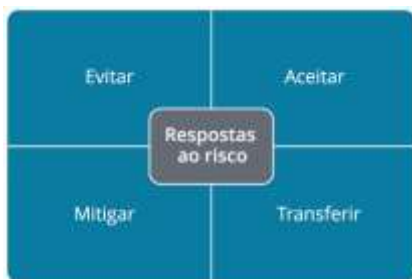 Evitar
Aceitar
Respostas
ao risco
Mitigar
Transferir